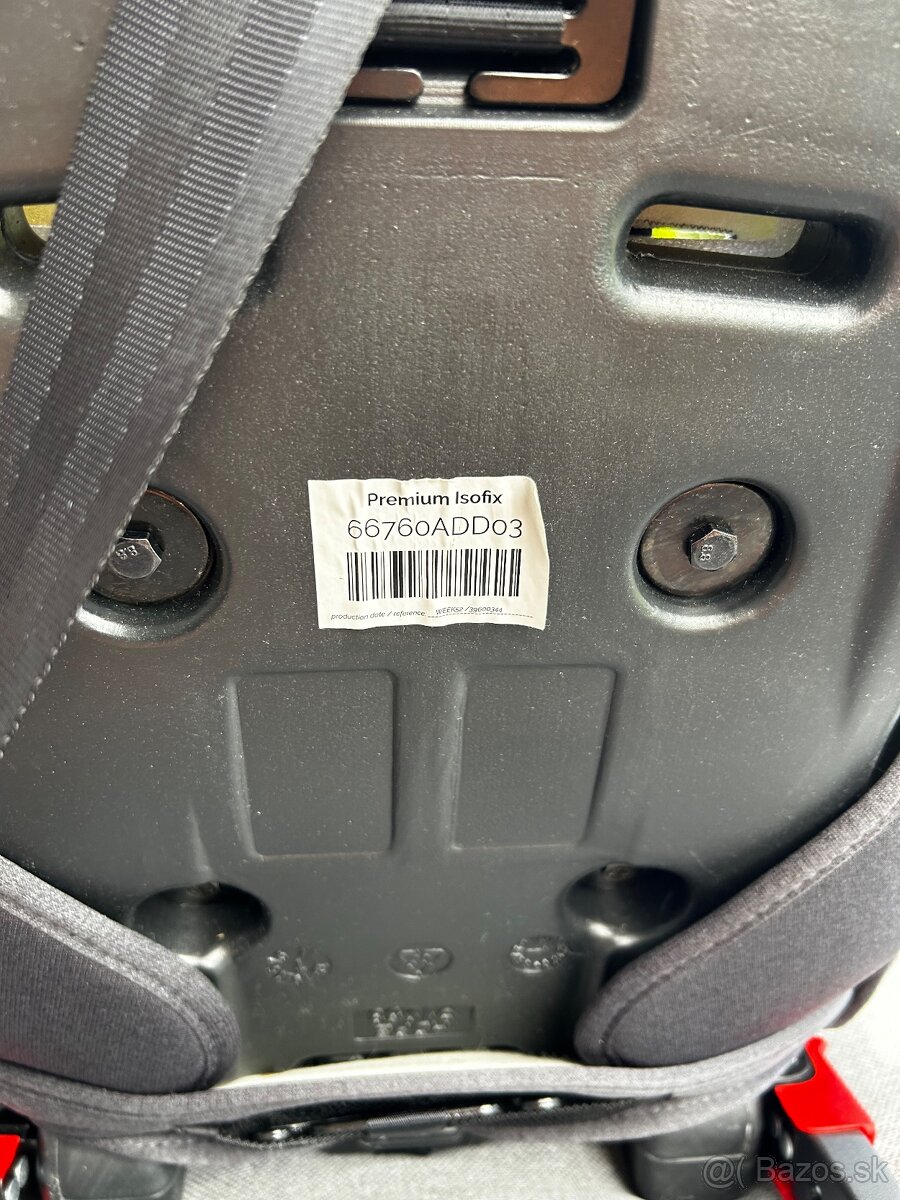 Premium Isofix
66760ADD03
production date / reference: WEEK52 /39600344
8.8
8.8
@( Bazos.sk